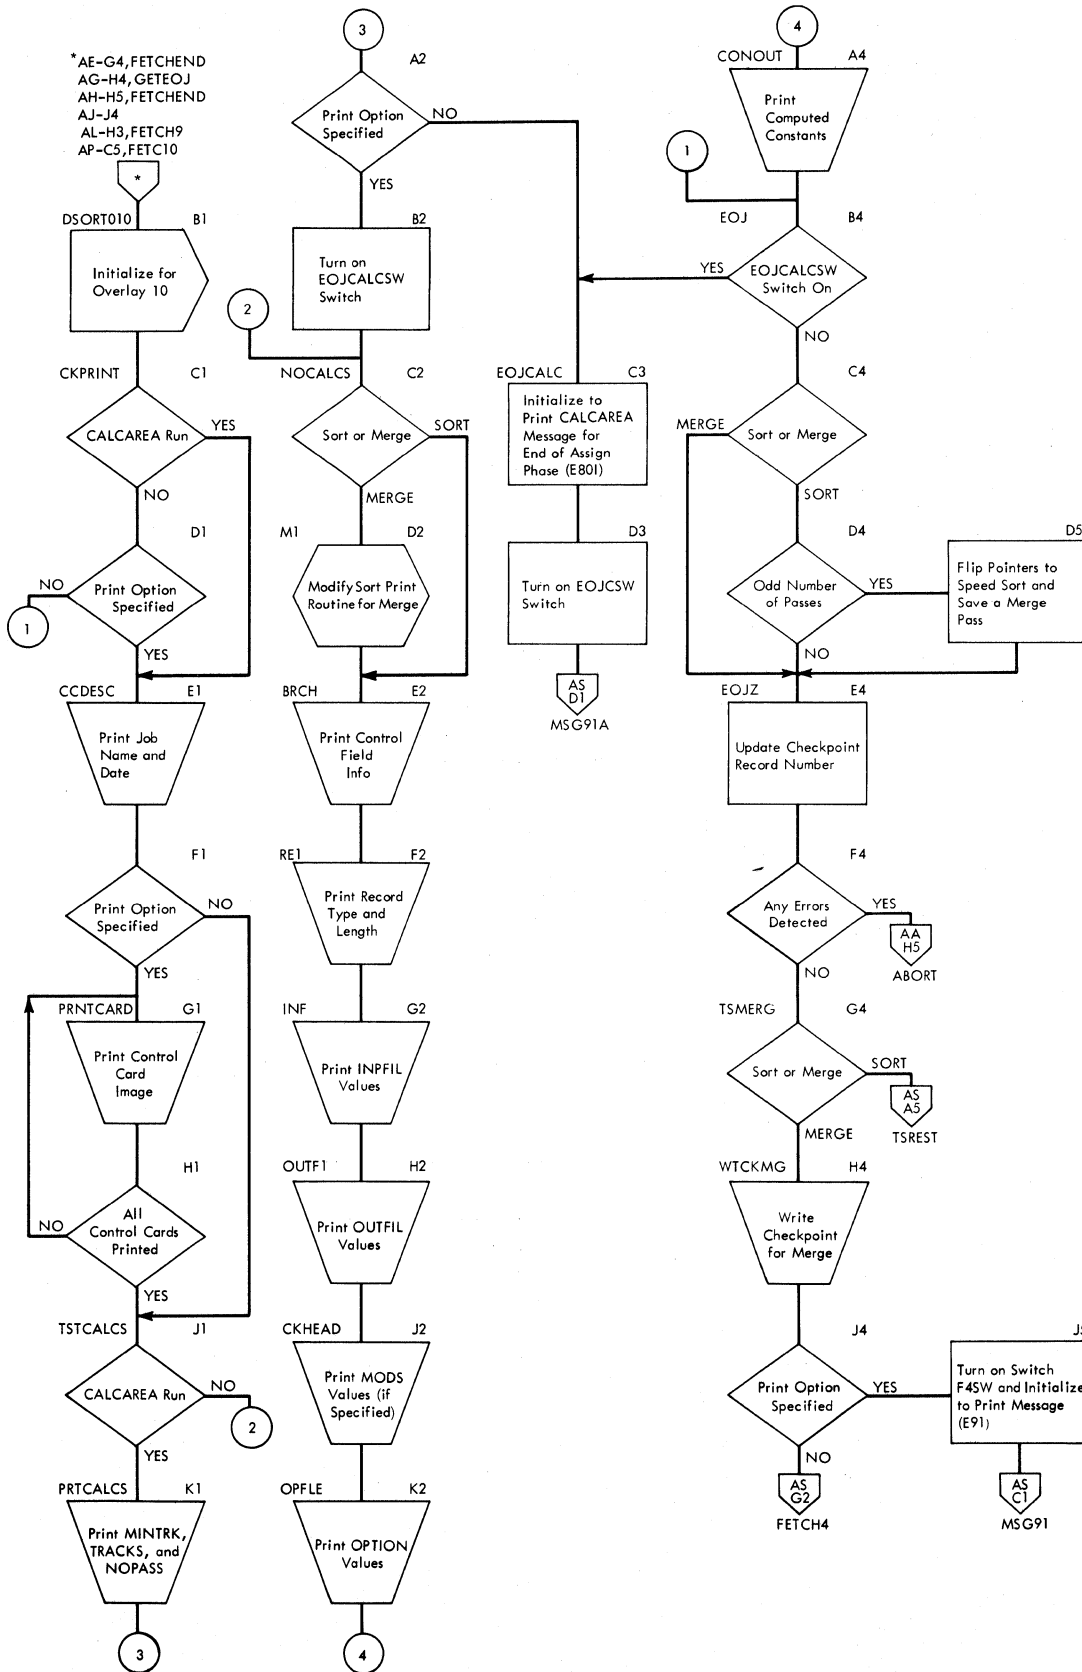 *AE-G4,FETCHEND
AG-H4,GETEOJ
AH-H5,FETCHEND
AJ-J4
AL-H3,FETCH9
AP-C5,FETC10
*
DSORT010 B1
Initialize for
Overlay 10
CKPRINT C1
CALCAREA Run
YES
NO
D1
Print Option
Specified
NO
1
YES
CCDESC E1
Print Job
Name and
Date
F1
Print Option
Specified
NO
YES
PRNTCARD G1
Print Control
Card
Image
H1
All
Control Cards
Printed
NO
YES
TSTCALCS J1
CALCAREA Run
NO
2
YES
PRTCALCS K1
Print MINTRK,
TRACKS, and
NOPASS
3
3
A2
Print Option
Specified
NO
YES
B2
Turn on
EOJCALCSW
Switch
2
NOCALCS C2
Sort or Merge
SORT
MERGE
M1 D2
Modify Sort Print
Routine for Merge
BRCH E2
Print Control
Field
Info
RE1 F2
Print Record
Type and
Length
INF G2
Print INPFIL
Values
OUTF1 H2
Print OUTFIL
Values
CKHEAD J2
Print MODS
Values (if
Specified)
OPFLE K2
Print OPTION
Values
4
EOJCALC C3
Initialize to
Print CALCAREA
Message for
End of Assign
Phase (E80I)
D3
Turn on EOJCSW
Switch
AS
D1
MSG91A
4
CONOUT A4
Print
Computed
Constants
1
EOJ B4
EOJCALCSW
Switch On
YES
NO
C4
Sort or Merge
MERGE
SORT
D4
Odd Number
of Passes
YES
NO
D5
Flip Pointers to
Speed Sort and
Save a Merge
Pass
EOJZ E4
Update Checkpoint
Record Number
F4
Any Errors
Detected
YES
AA
H5
ABORT
NO
TSMERG G4
Sort or Merge
SORT
AS
A5
TSREST
MERGE
WTCKMG H4
Write
Checkpoint
for Merge
J4
Print Option
Specified
YES
NO
AS
G2
FETCH4
J5
Turn on Switch
F4SW and Initialize
to Print Message
(E91)
AS
C1
MSG91